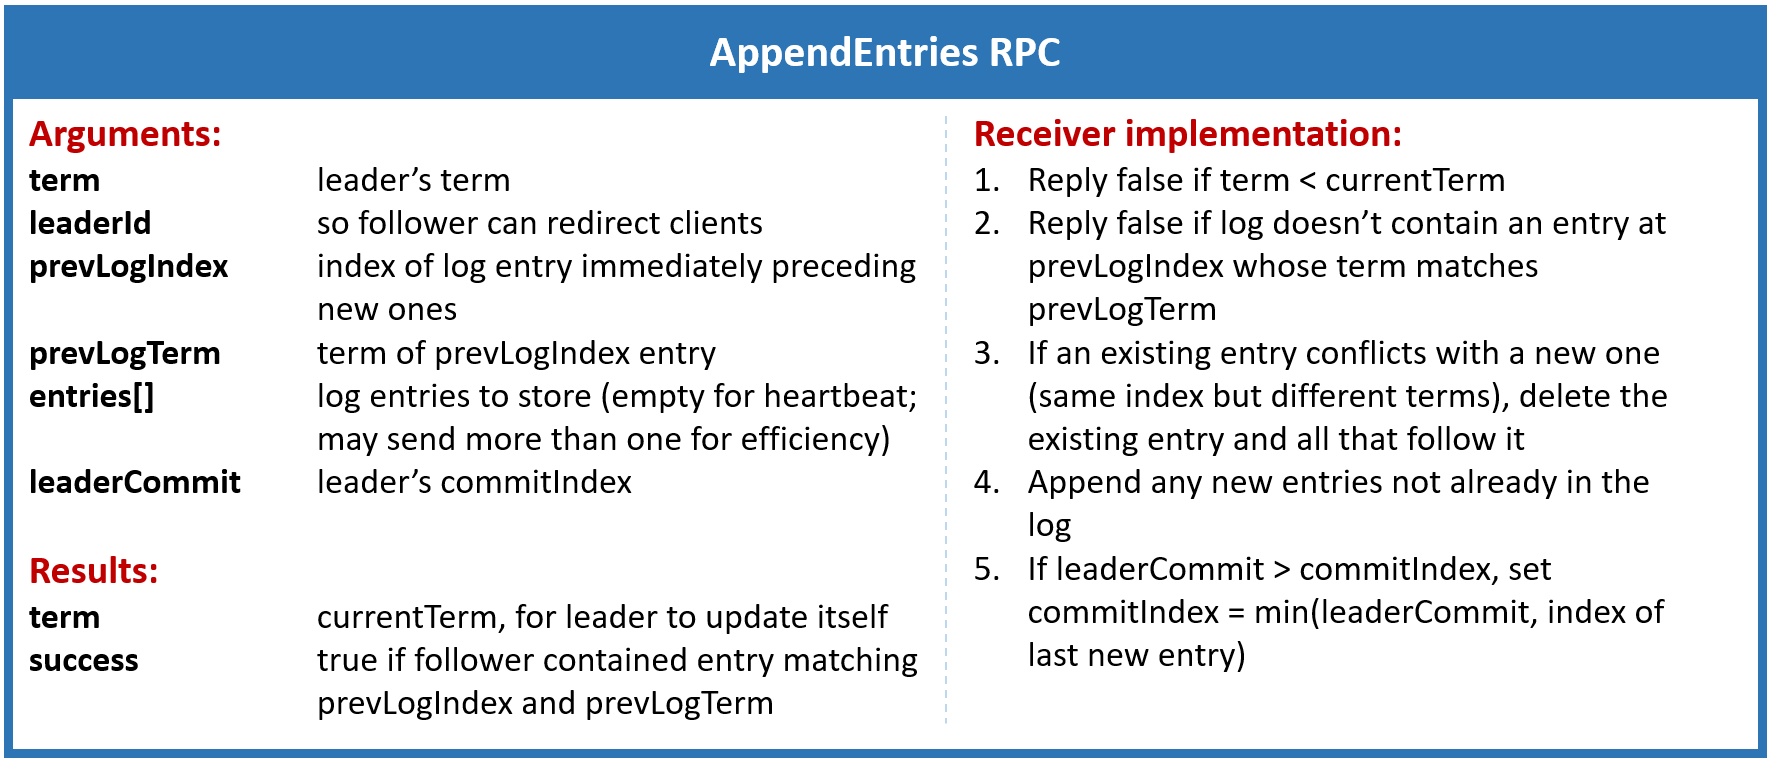 AppendEntries RPC
Arguments:
term leader’s term
leaderId so follower can redirect clients
prevLogIndex index of log entry immediately preceding
new ones
prevLogTerm term of prevLogIndex entry
entries[] log entries to store (empty for heartbeat;
may send more than one for efficiency)
leaderCommit leader’s commitIndex
Results:
term currentTerm, for leader to update itself
success true if follower contained entry matching
prevLogIndex and prevLogTerm
Receiver implementation:
1. Reply false if term < currentTerm
2. Reply false if log doesn’t contain an entry at
prevLogIndex whose term matches
prevLogTerm
3. If an existing entry conflicts with a new one
(same index but different terms), delete the
existing entry and all that follow it
4. Append any new entries not already in the
log
5. If leaderCommit > commitIndex, set
commitIndex = min(leaderCommit, index of
last new entry)